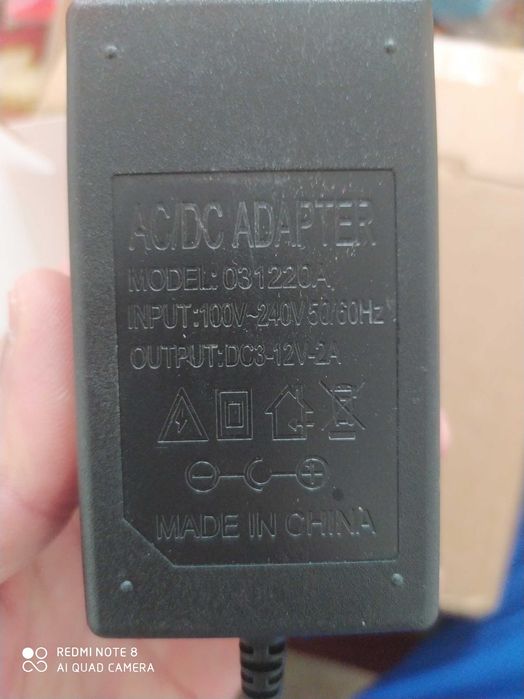 AC/DC ADAPTER
MODEL: 031220A
INPUT:100V~240V 50/60Hz
OUTPUT:DC3-12V-2A
MADE IN CHINA
REDMI NOTE 8
AI QUAD CAMERA